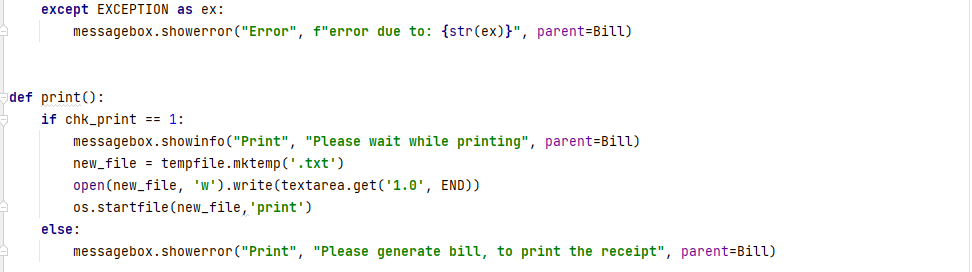 except EXCEPTION as ex:
messagebox.showerror("Error", f"error due to: {str(ex)}", parent=Bill)
def print():
if chk_print == 1:
messagebox.showinfo("Print", "Please wait while printing", parent=Bill)
new_file = tempfile.mktemp('.txt')
open(new_file, 'w').write(textarea.get('1.0', END))
os.startfile(new_file,'print')
else:
messagebox.showerror("Print", "Please generate bill, to print the receipt", parent=Bill)